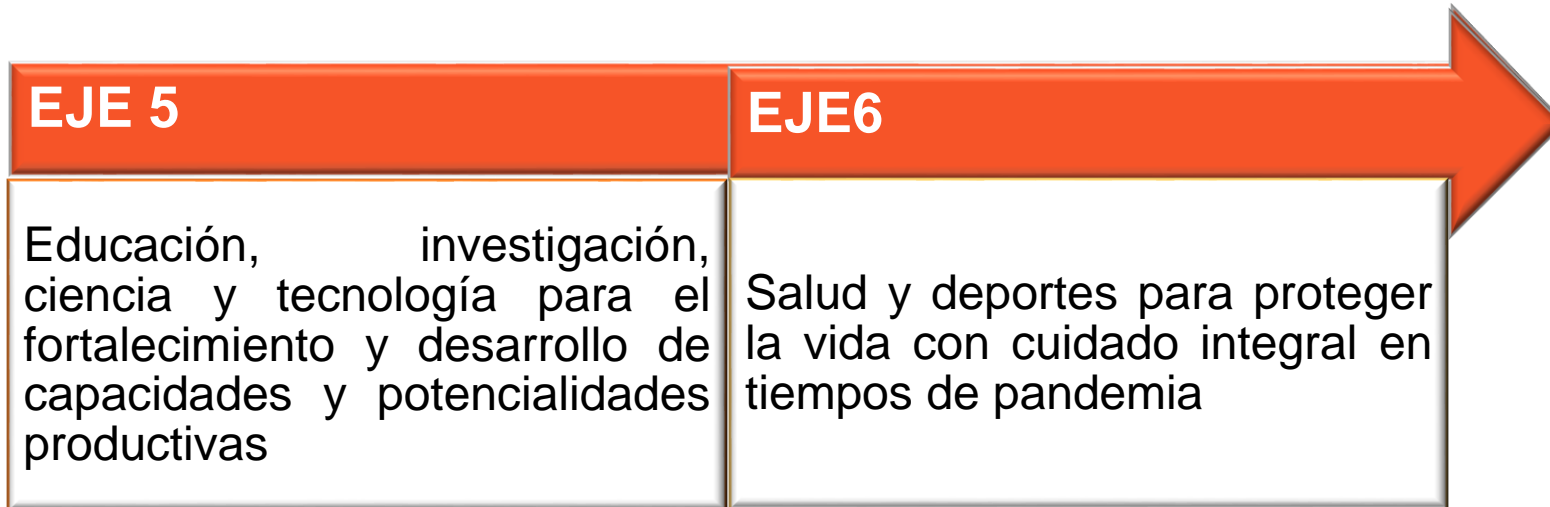 EJE 5
Educación, investigación,
ciencia y tecnología para el
fortalecimiento y desarrollo de
capacidades y potencialidades
productivas
EJE6
Salud y deportes para proteger
la vida con cuidado integral en
tiempos de pandemia